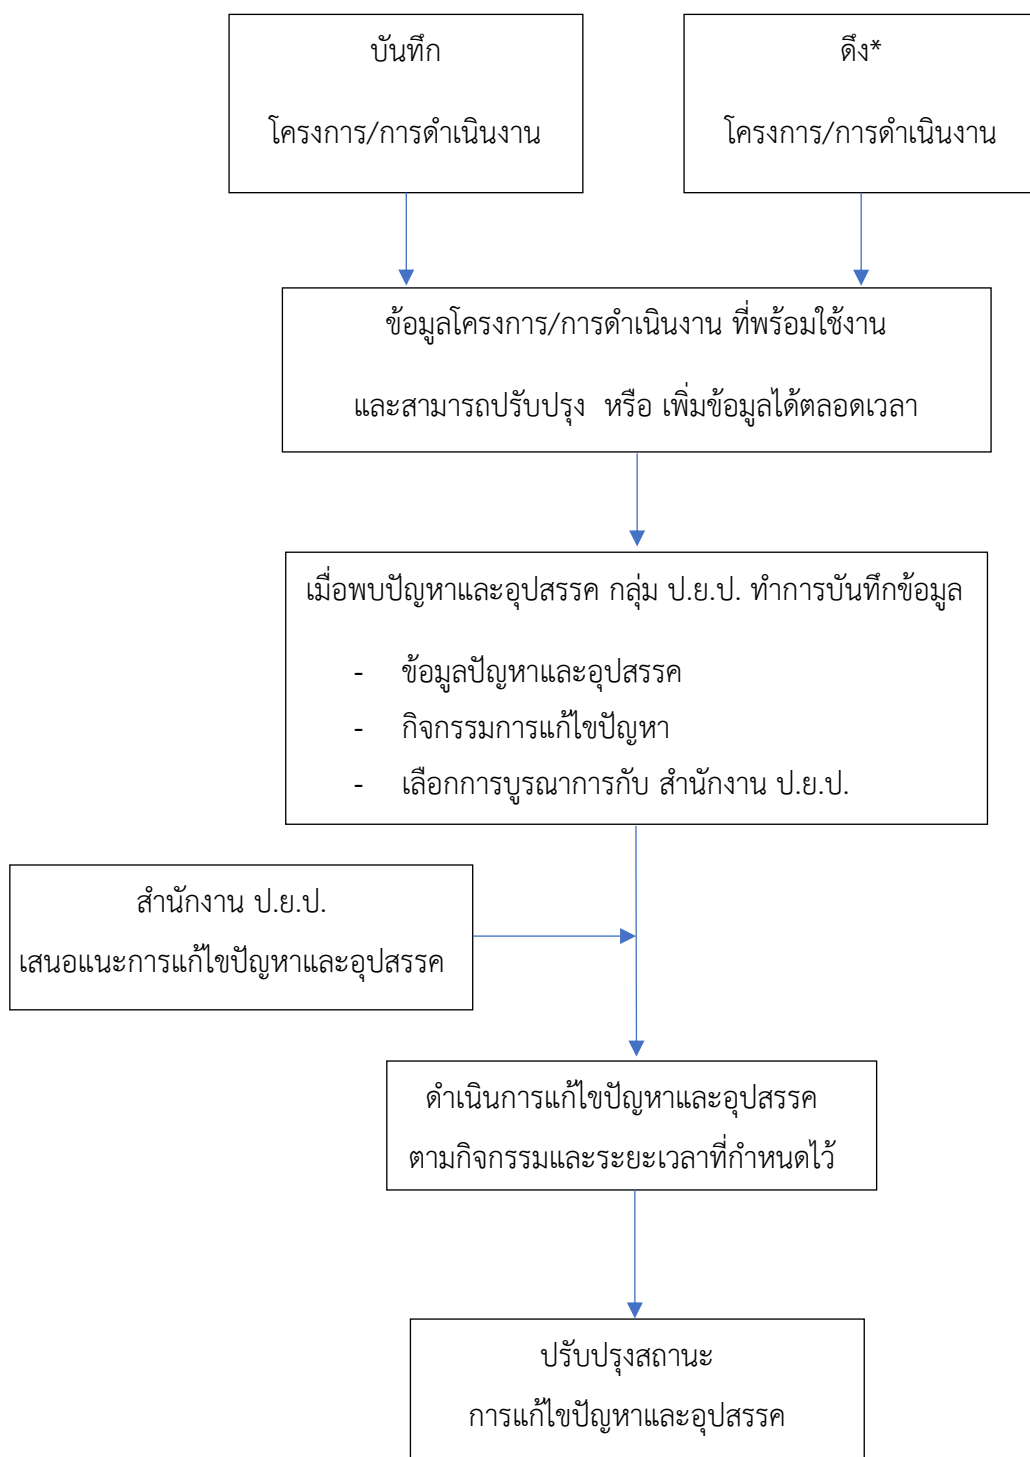 บันทึก
โครงการ/การดำเนินงาน
ดึง*
โครงการ/การดำเนินงาน
ข้อมูลโครงการ/การดำเนินงาน ที่พร้อมใช้งาน
และสามารถปรับปรุง หรือ เพิ่มข้อมูลได้ตลอดเวลา
เมื่อพบปัญหาและอุปสรรค กลุ่ม ป.ย.ป. ทำการบันทึกข้อมูล
- ข้อมูลปัญหาและอุปสรรค
- กิจกรรมการแก้ไขปัญหา
- เลือกการบูรณาการกับ สำนักงาน ป.ย.ป.
สำนักงาน ป.ย.ป.
เสนอแนะการแก้ไขปัญหาและอุปสรรค
ดำเนินการแก้ไขปัญหาและอุปสรรค
ตามกิจกรรมและระยะเวลาที่กำหนดไว้
ปรับปรุงสถานะ
การแก้ไขปัญหาและอุปสรรค